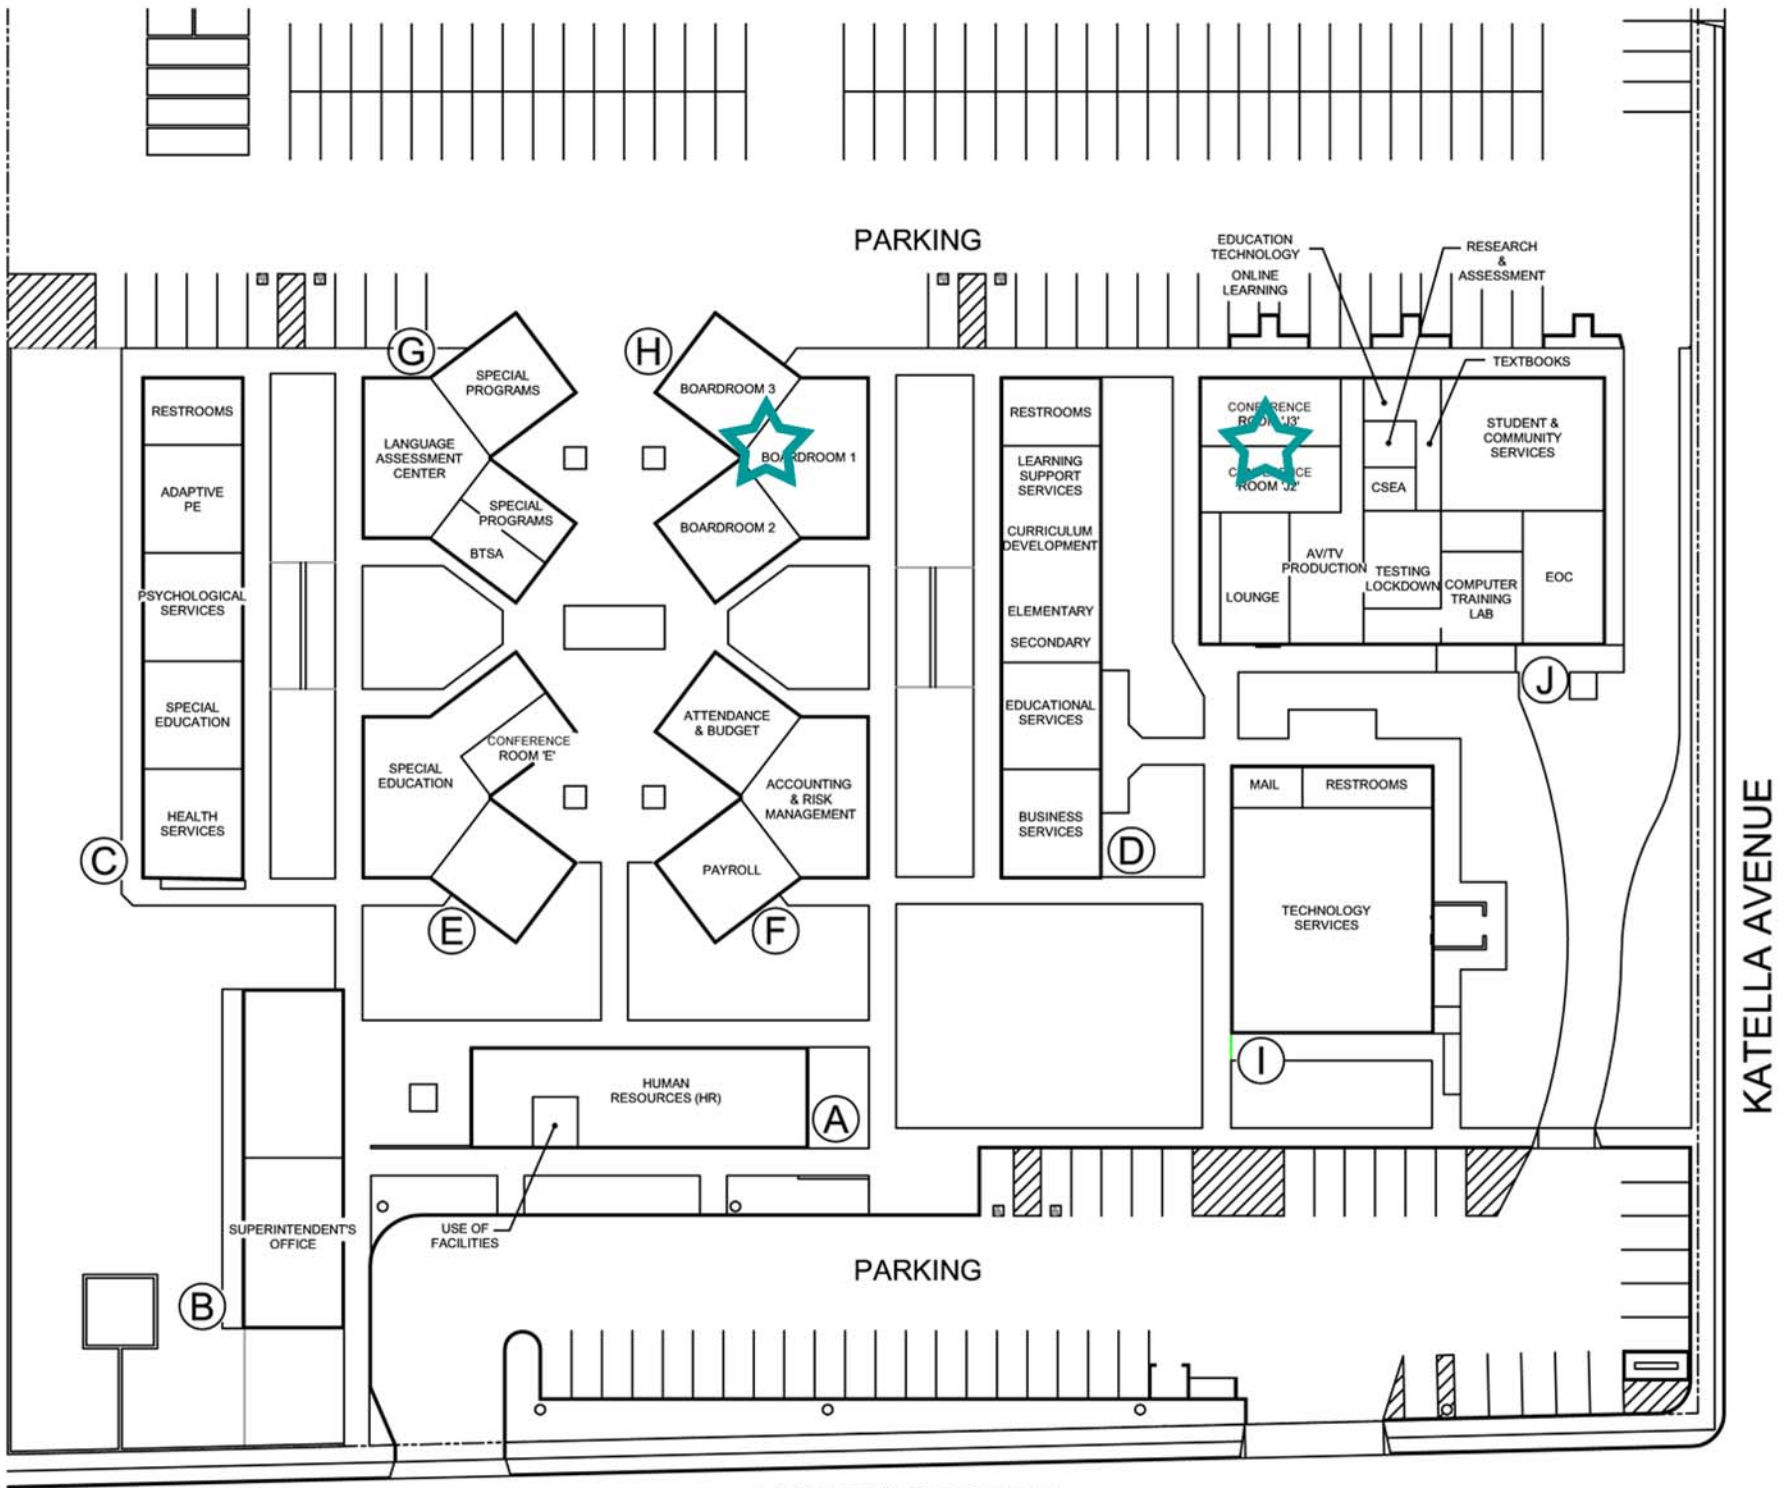 PARKING
EDUCATION
TECHNOLOGY
ONLINE
LEARNING
RESEARCH
&
ASSESSMENT
TEXTBOOKS
G
H
SPECIAL
PROGRAMS
BOARDROOM 3
RESTROOMS
LANGUAGE
ASSESSMENT
CENTER
BOARDROOM 1
RESTROOMS
CONFERENCE
ROOM 'J3'
STUDENT &
COMMUNITY
SERVICES
ADAPTIVE
PE
SPECIAL
PROGRAMS
BTSA
BOARDROOM 2
LEARNING
SUPPORT
SERVICES
CONFERENCE
ROOM 'J2'
CSEA
CURRICULUM
DEVELOPMENT
AV/TV
PRODUCTION
TESTING
LOCKDOWN
COMPUTER
TRAINING
LAB
EOC
LOUNGE
PSYCHOLOGICAL
SERVICES
ELEMENTARY
SECONDARY
J
SPECIAL
EDUCATION
CONFERENCE
ROOM 'E'
ATTENDANCE
& BUDGET
EDUCATIONAL
SERVICES
SPECIAL
EDUCATION
ACCOUNTING
& RISK
MANAGEMENT
MAIL
RESTROOMS
HEALTH
SERVICES
BUSINESS
SERVICES
C
D
PAYROLL
E
F
TECHNOLOGY
SERVICES
KATELLA AVENUE
I
HUMAN
RESOURCES (HR)
A
USE OF
FACILITIES
SUPERINTENDENT'S
OFFICE
B
PARKING